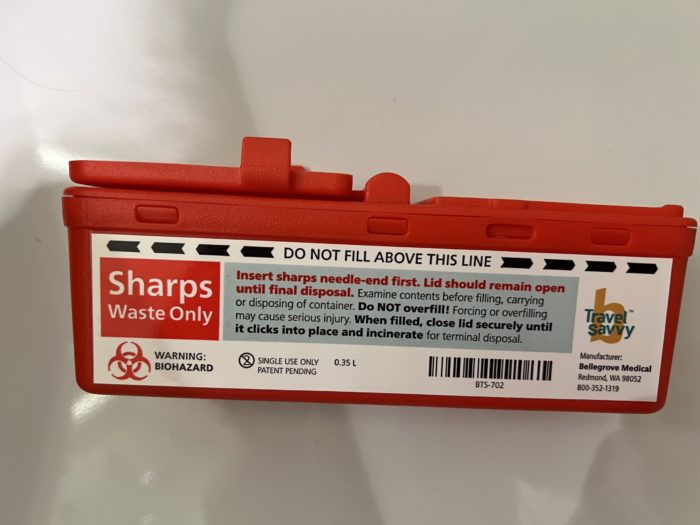 DO NOT FILL ABOVE THIS LINE
Sharps
Waste Only
Insert sharps needle-end first. Lid should remain open
until final disposal. Examine contents before filling, carrying
or disposing of container. Do NOT overfill! Forcing or overfilling
may cause serious injury. When filled, close lid securely until
it clicks into place and incinerate for terminal disposal.
b
Travel
savvy™
WARNING:
BIOHAZARD
2
SINGLE USE ONLY
PATENT PENDING
0.35 L
BTS-702
Manufacturer:
Bellegrove Medical
Redmond, WA 98052
800-352-1319